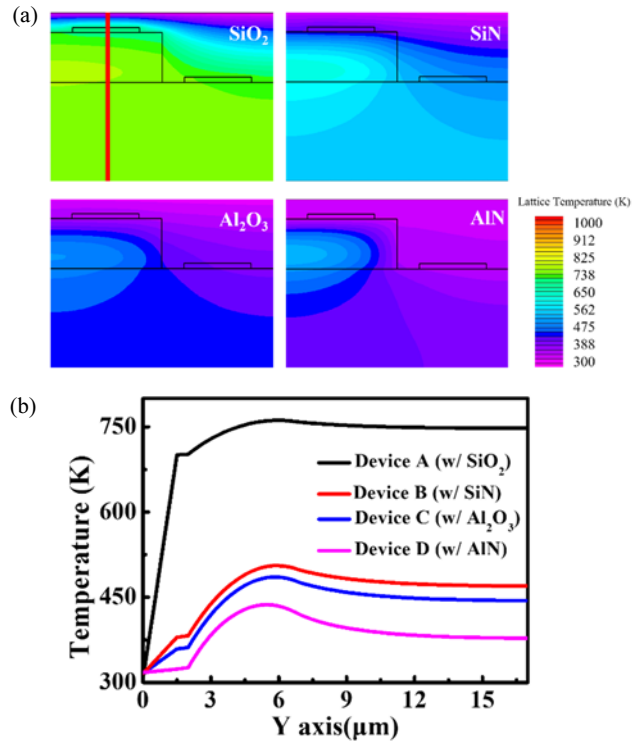 (a)
SiO2
SiN
Al2O3
AlN
Lattice Temperature (K)
1000
912
825
738
650
562
475
388
300
(b)
Temperature (K)
750
600
450
300
Device A (w/ SiO2)
Device B (w/ SiN)
Device C (w/ Al2O3)
Device D (w/ AlN)
0 3 6 9 12 15
Y axis(μm)